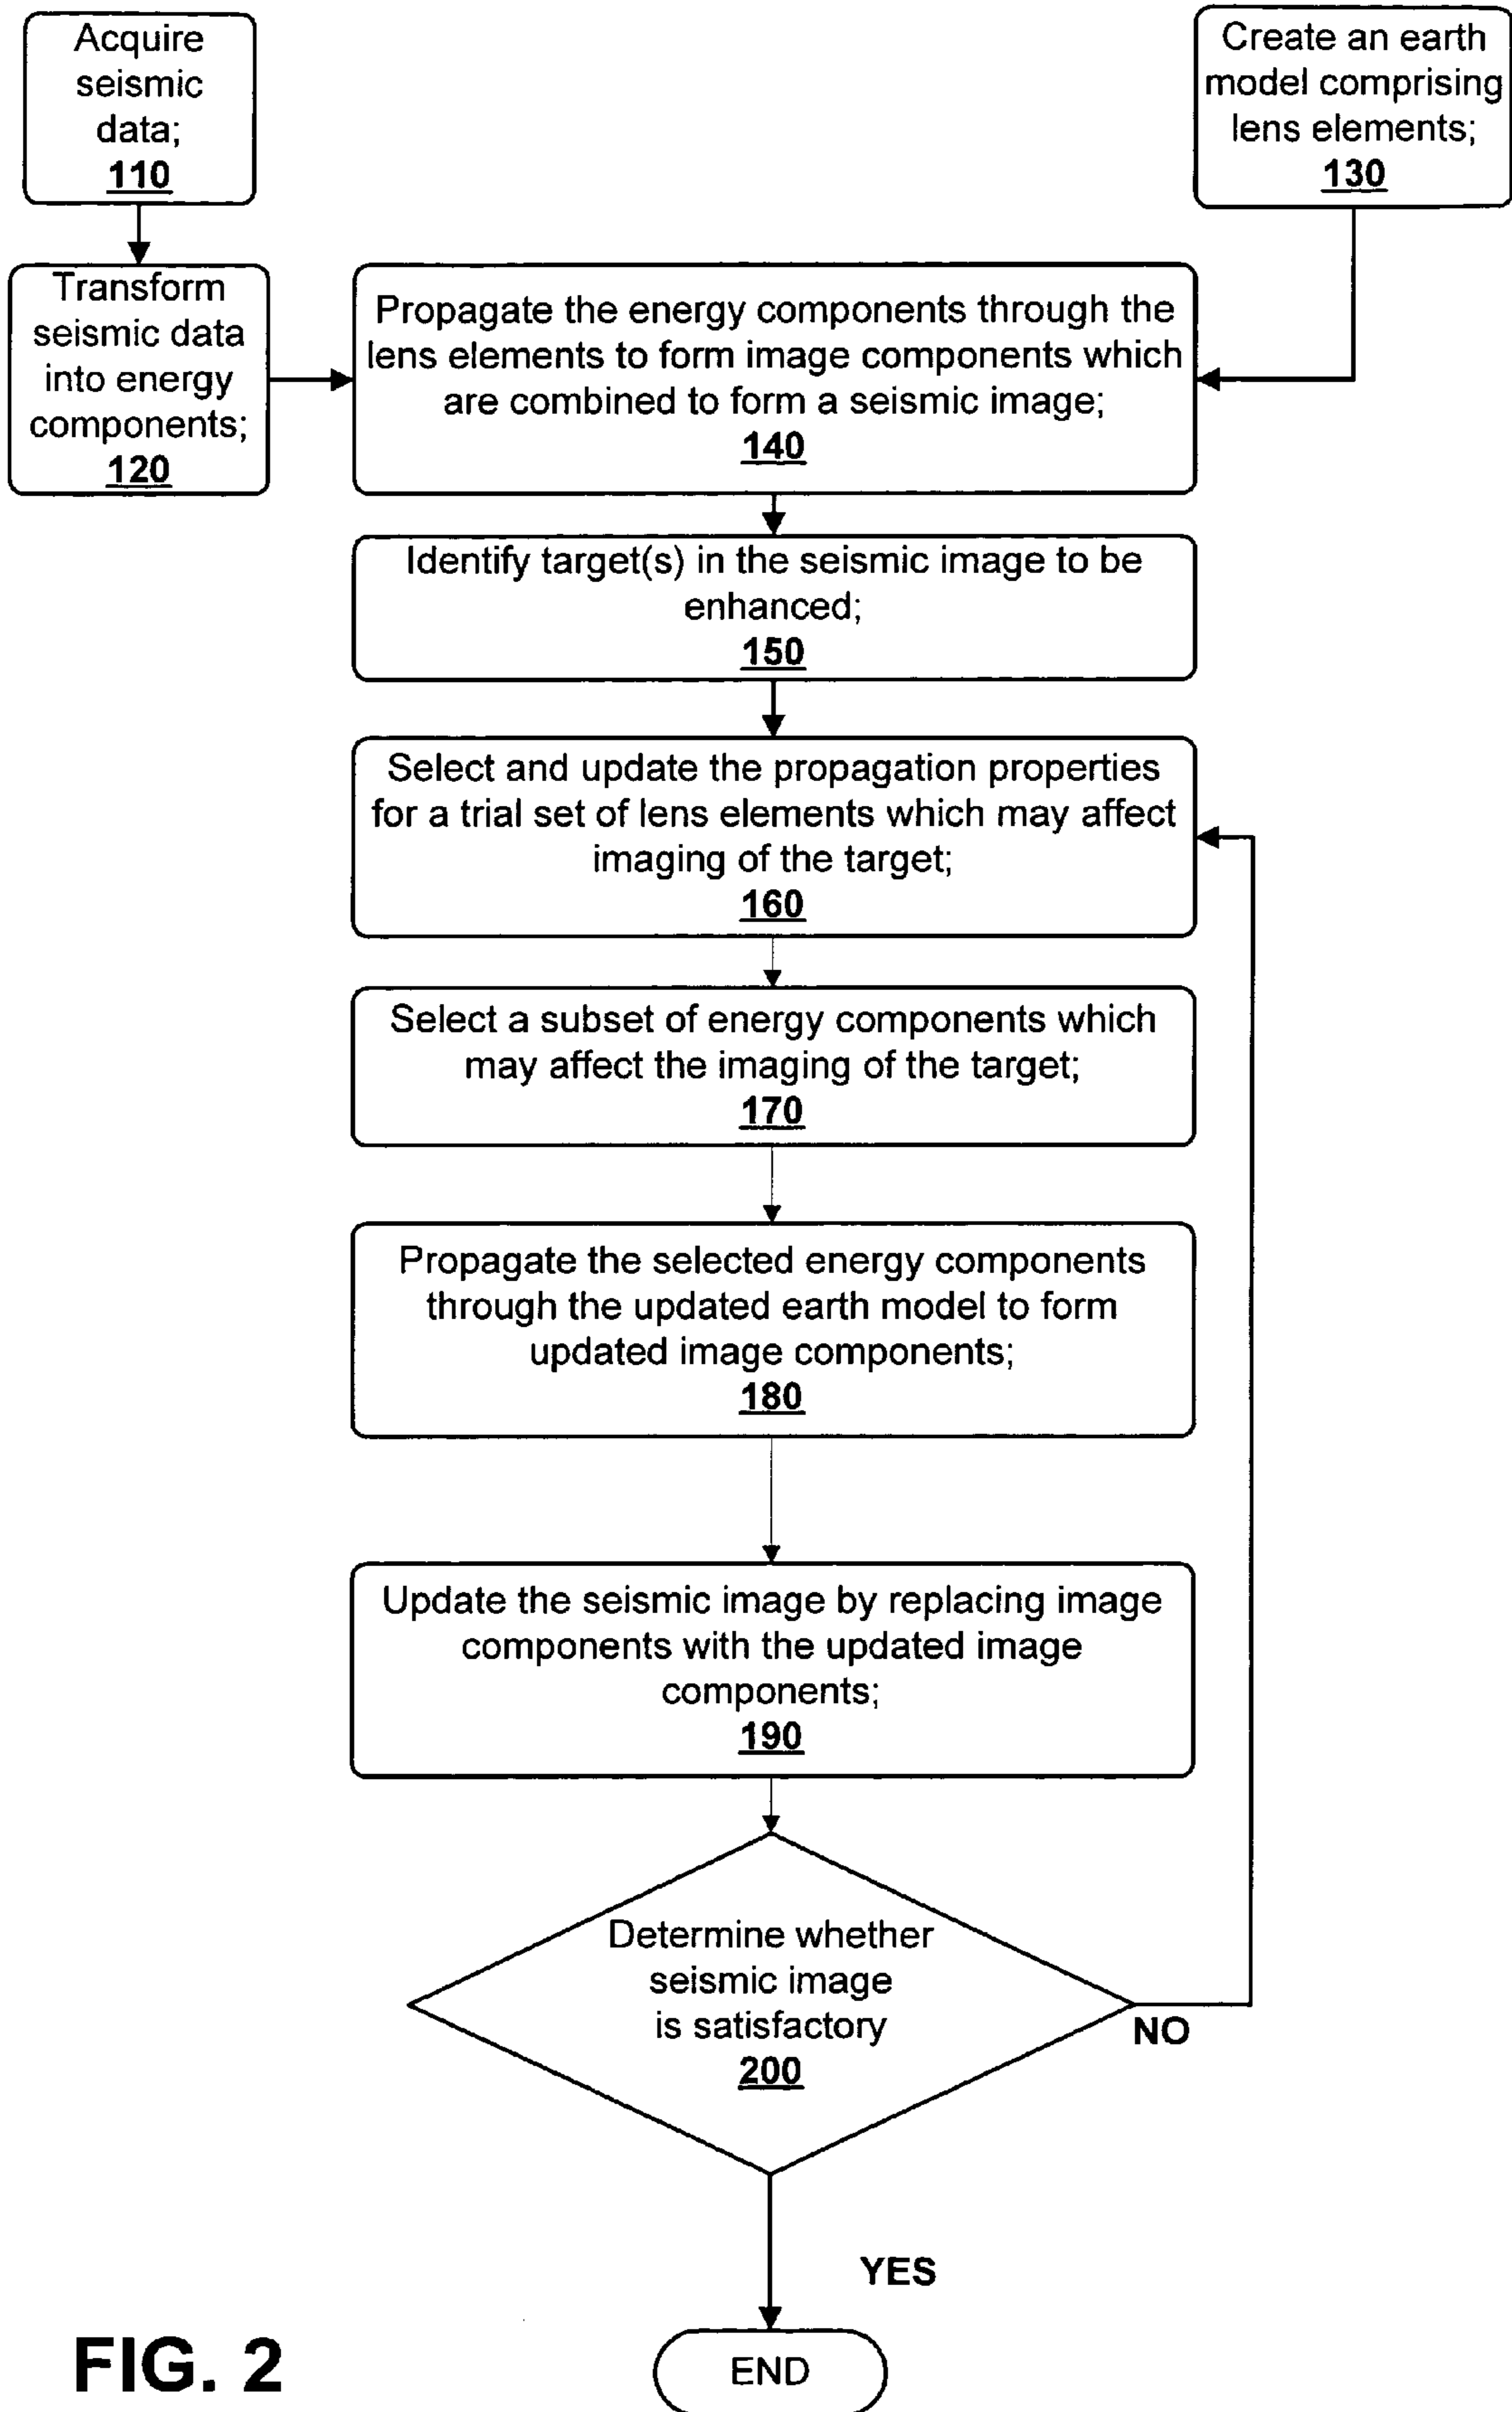 Acquire
seismic
data;
110
Create an earth
model comprising
lens elements;
130
Transform
seismic data
into energy
components;
120
Propagate the energy components through the
lens elements to form image components which
are combined to form a seismic image;
140
Identify target(s) in the seismic image to be
enhanced;
150
Select and update the propagation properties
for a trial set of lens elements which may affect
imaging of the target;
160
Select a subset of energy components which
may affect the imaging of the target;
170
Propagate the selected energy components
through the updated earth model to form
updated image components;
180
Update the seismic image by replacing image
components with the updated image
components;
190
Determine whether
seismic image
is satisfactory
200
NO
YES
END
FIG. 2